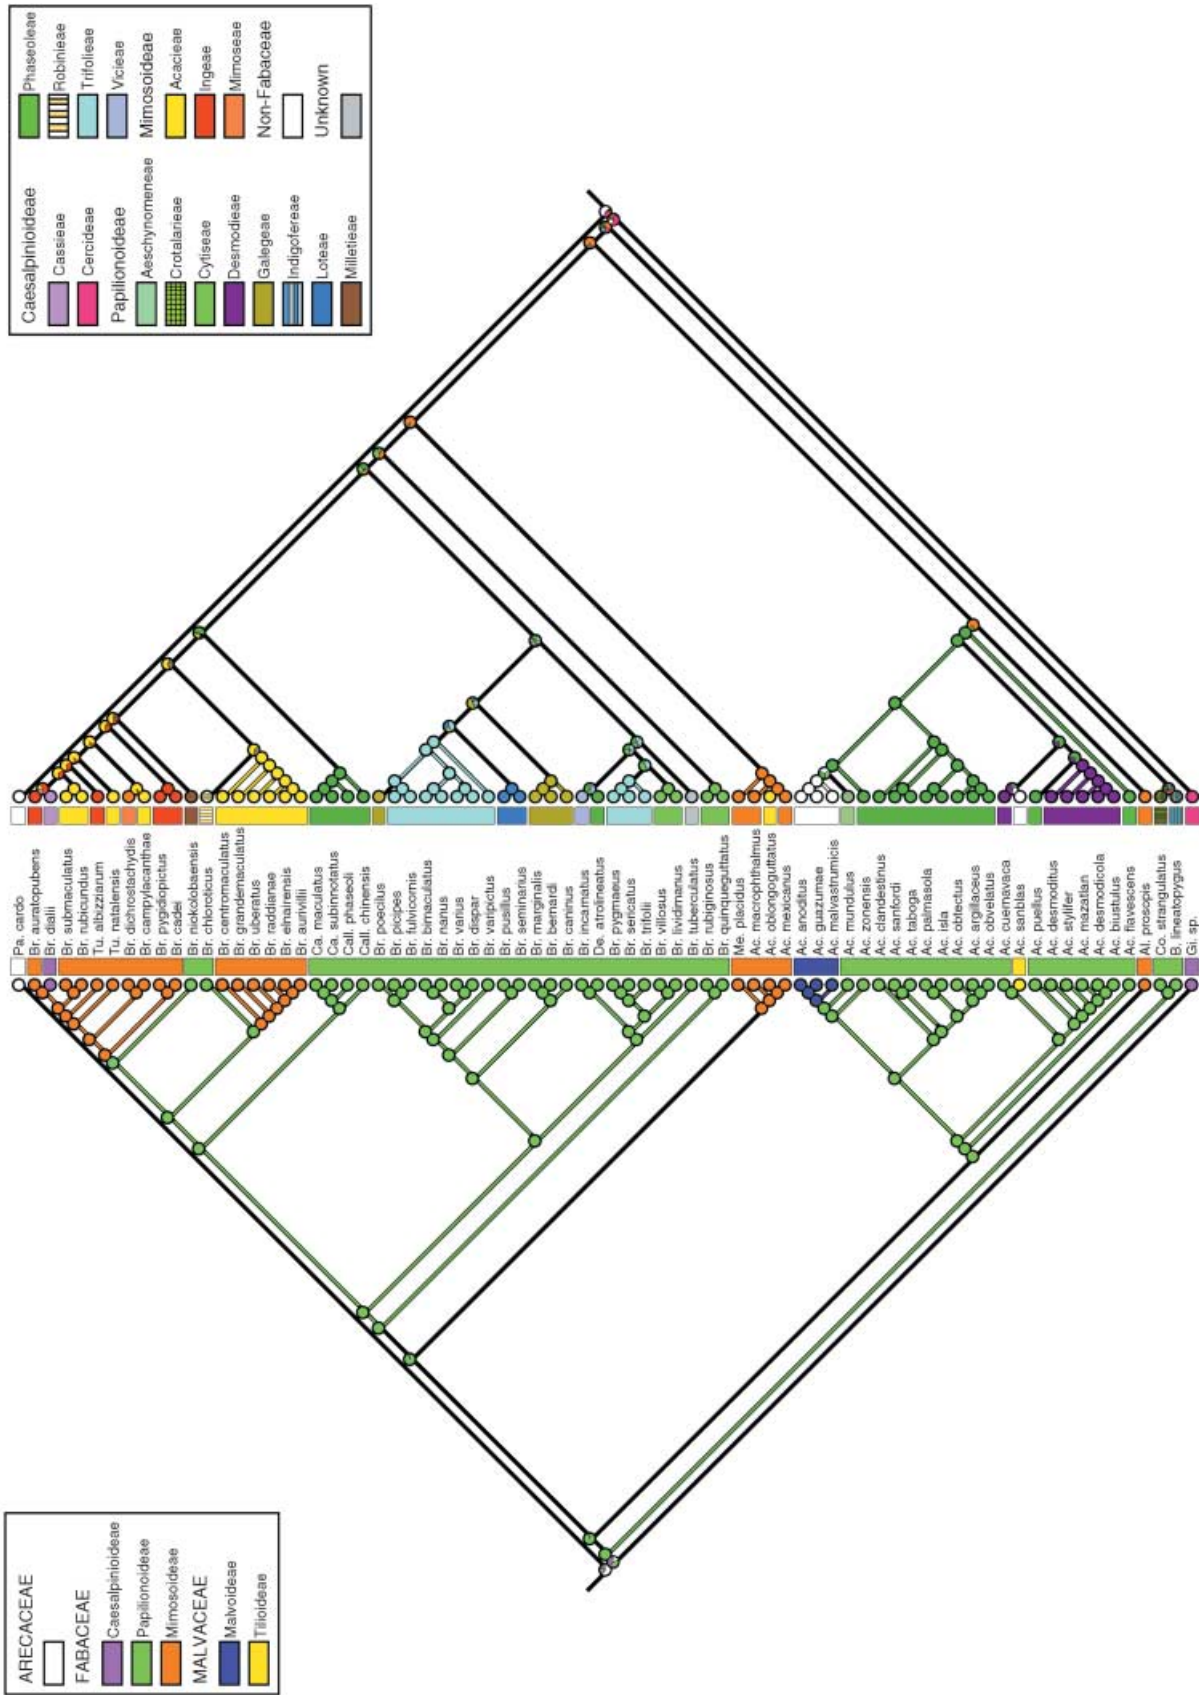 ARECACEAE
FABACEAE
Caesalpinioideae
Papilionoideae
Mimosoideae
MALVACEAE
Malvoideae
Tilioideae
Pa. cardo
Br. auratopubens
Br. dialii
Br. submaculatus
Br. rubicundus
Tu. albizziarum
Tu. natalensis
Br. dichrostachydis
Br. campylacanthae
Br. pygidiopictus
Br. cadei
Br. niokolobaensis
Br. chloroticus
Br. centromaculatus
Br. grandemaculatus
Br. uberatus
Br. raddianae
Br. elnairensis
Br. aurivilli
Ca. maculatus
Ca. subinnotatus
Call. phaseoli
Call. chinensis
Br. poecilus
Br. picipes
Br. fulvicornis
Br. bimaculatus
Br. nanus
Br. varius
Br. dispar
Br. varipictus
Br. pusillus
Br. seminarius
Br. marginalis
Br. bernardi
Br. caninus
Br. incarnatus
De. atrolineatus
Br. pygmaeus
Br. sericatus
Br. trifolii
Br. villosus
Br. lividimanus
Br. tuberculatus
Br. rubiginosus
Br. quinqueguttatus
Me. placidus
Ac. macrophthalmus
Ac. oblongoguttatus
Ac. mexicanus
Ac. anoditus
Ac. guazumae
Ac. malvastrumicis
Ac. mundulus
Ac. zonensis
Ac. clandestinus
Ac. sanfordi
Ac. taboga
Ac. palmasola
Ac. isla
Ac. obtectus
Ac. argillaceus
Ac. obvelatus
Ac. cuernavaca
Ac. sanblas
Ac. puellus
Ac. desmoditus
Ac. stylifer
Ac. mazatlan
Ac. desmodicola
Ac. biustulus
Ac. flavescens
Al. prosopis
Co. strangulatus
B. lineatopygus
Gi. sp.
Caesalpinioideae
Cassieae
Cercideae
Papilionoideae
Aeschynomeneae
Crotalarieae
Cytiseae
Desmodieae
Galegeae
Indigofereae
Loteae
Milletieae
Phaseoleae
Robinieae
Trifolieae
Vicieae
Mimosoideae
Acacieae
Ingeae
Mimoseae
Non-Fabaceae
Unknown